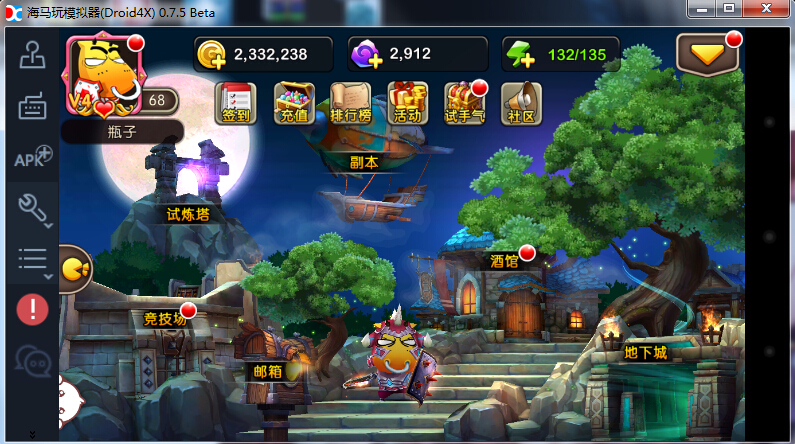 海马玩模拟器(Droid4X) 0.7.5 Beta
2,332,238
2,912
132/135
V.4
68
瓶子
签到
充值
排行榜
活动
试手气
社区
APK
副本
试炼塔
酒馆
竞技场
邮箱
地下城